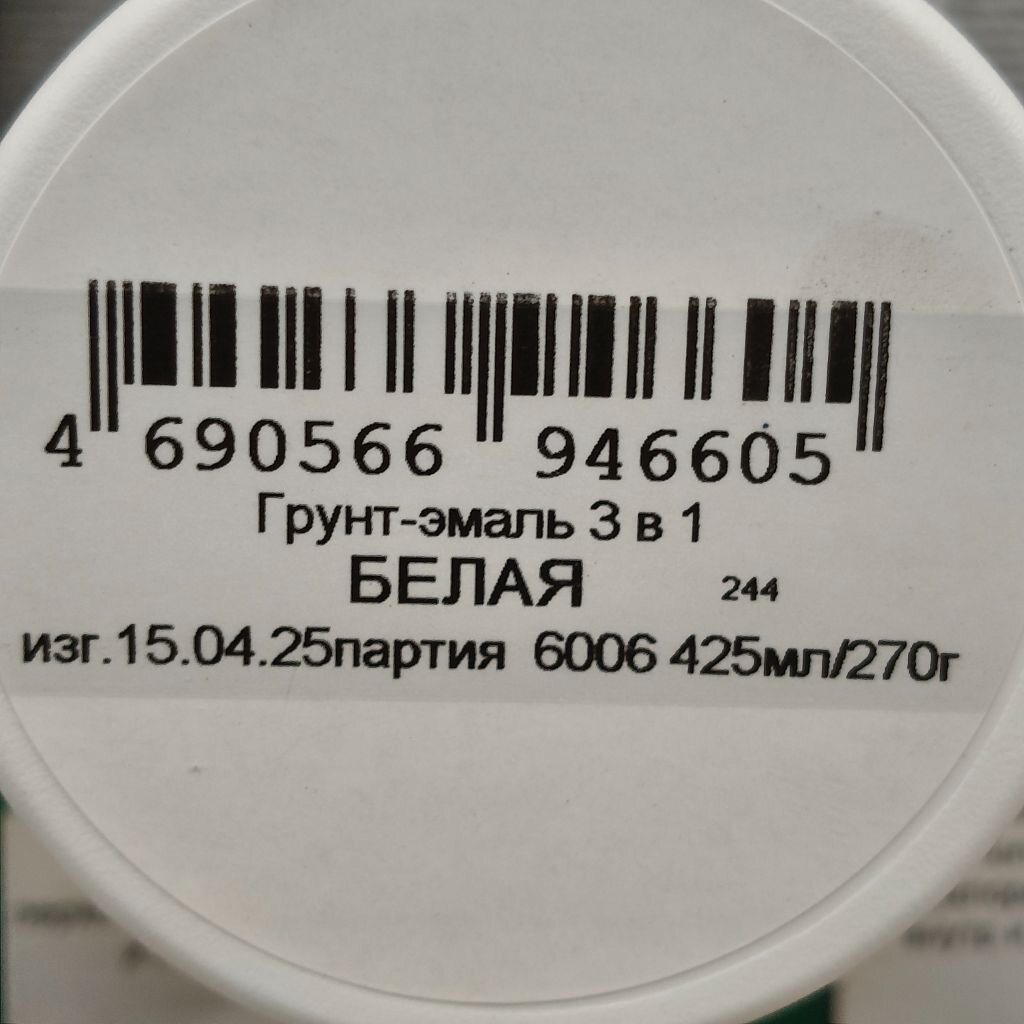 4 690566 946605
Грунт-эмаль 3 в 1
БЕЛАЯ 244
изг.15.04.25партия 6006 425мл/270г